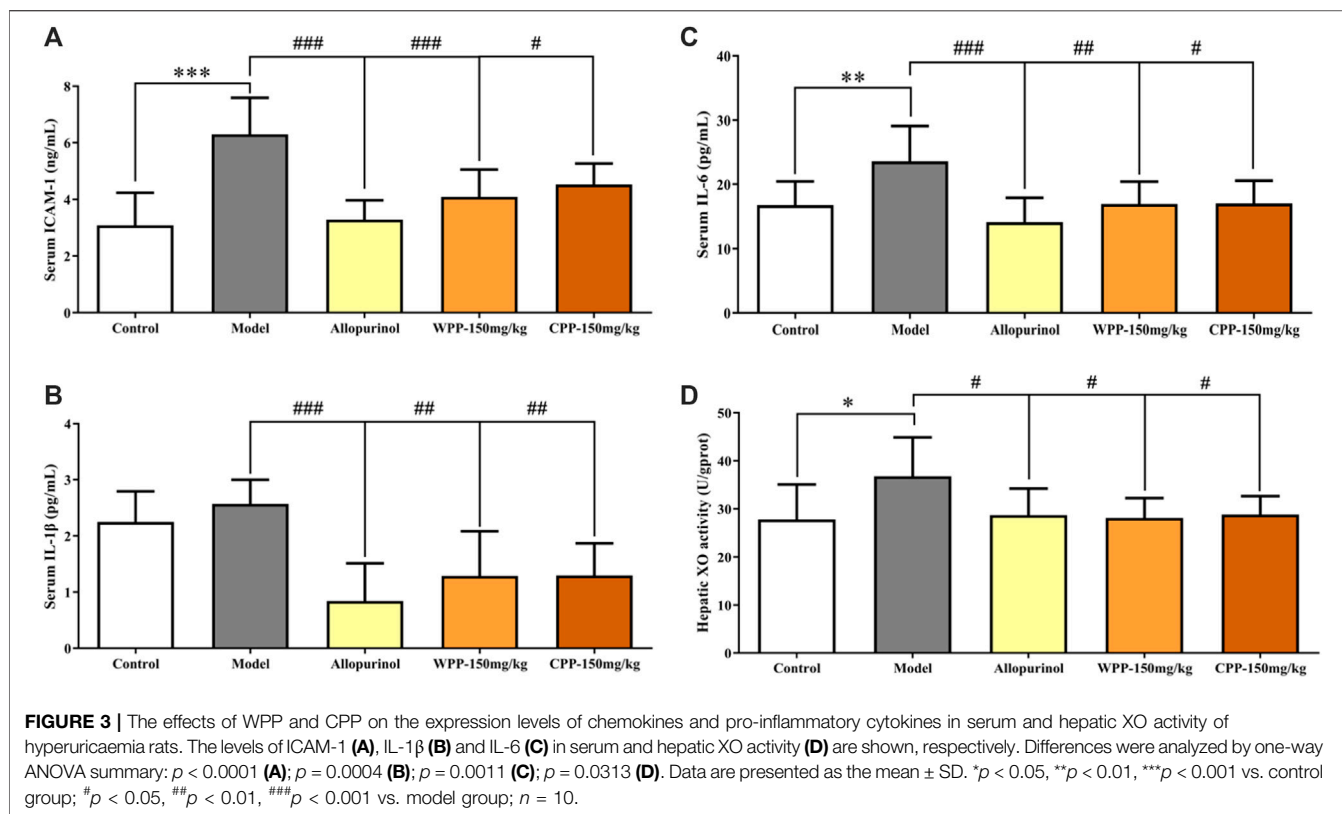 A
### ### #
***
Serum ICAM-1 (ng/mL)
8
6
4
2
0
Control Model Allopurinol WPP-150mg/kg CPP-150mg/kg
C
### ## #
**
Serum IL-6 (pg/mL)
40
30
20
10
0
Control Model Allopurinol WPP-150mg/kg CPP-150mg/kg
B
### ## ##
Serum IL-1β (pg/mL)
4
3
2
1
0
Control Model Allopurinol WPP-150mg/kg CPP-150mg/kg
D
# # #
*
Hepatic XO activity (U/gprot)
50
40
30
20
10
0
Control Model Allopurinol WPP-150mg/kg CPP-150mg/kg
FIGURE 3 | The effects of WPP and CPP on the expression levels of chemokines and pro-inflammatory cytokines in serum and hepatic XO activity of
hyperuricaemia rats. The levels of ICAM-1 (A), IL-1β (B) and IL-6 (C) in serum and hepatic XO activity (D) are shown, respectively. Differences were analyzed by one-way
ANOVA summary: p < 0.0001 (A); p = 0.0004 (B); p = 0.0011 (C); p = 0.0313 (D). Data are presented as the mean ± SD. *p < 0.05, **p < 0.01, ***p < 0.001 vs. control
group; #p < 0.05, ##p < 0.01, ###p < 0.001 vs. model group; n = 10.